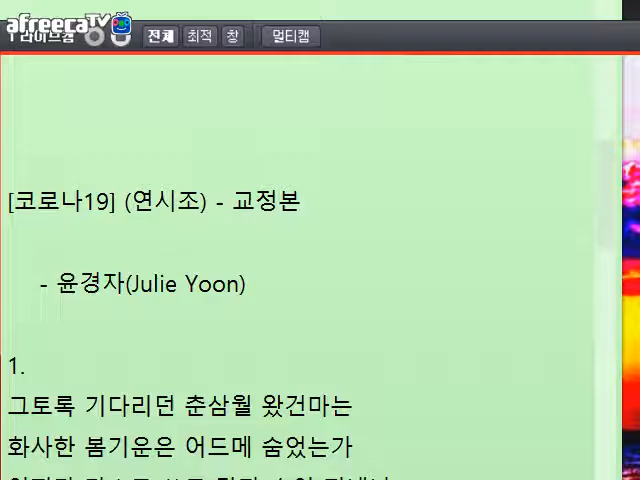 afreecaTV
라이브캠 전체 최적 창 멀티캠
[코로나19] (연시조) - 교정본
- 윤경자(Julie Yoon)
1.
그토록 기다리던 춘삼월 왔건마는
화사한 봄기운은 어드메 숨었는가